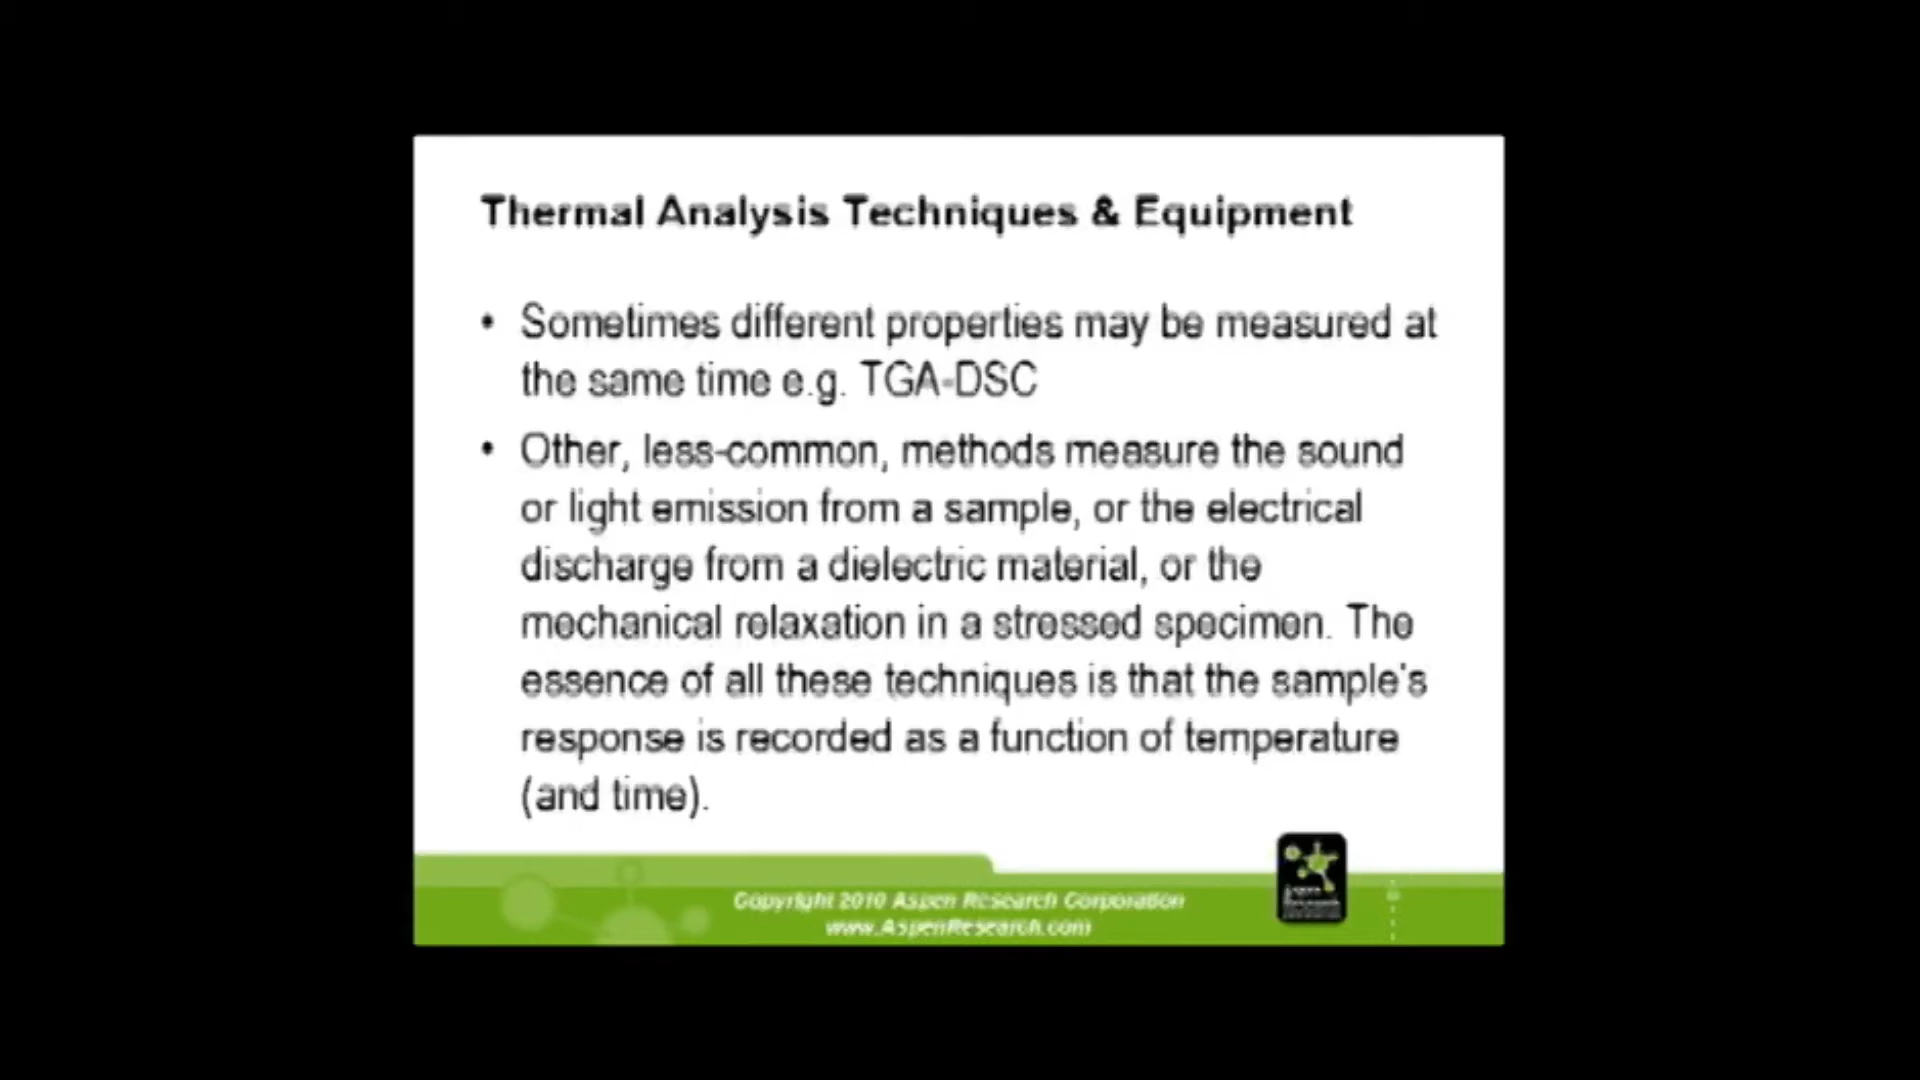 Thermal Analysis Techniques & Equipment
• Sometimes different properties may be measured at
the same time e.g. TGA-DSC
• Other, less-common, methods measure the sound
or light emission from a sample, or the electrical
discharge from a dielectric material, or the
mechanical relaxation in a stressed specimen. The
essence of all these techniques is that the sample's
response is recorded as a function of temperature
(and time).
Copyright 2010 Aspen Research Corporation
www.AspenResearch.com